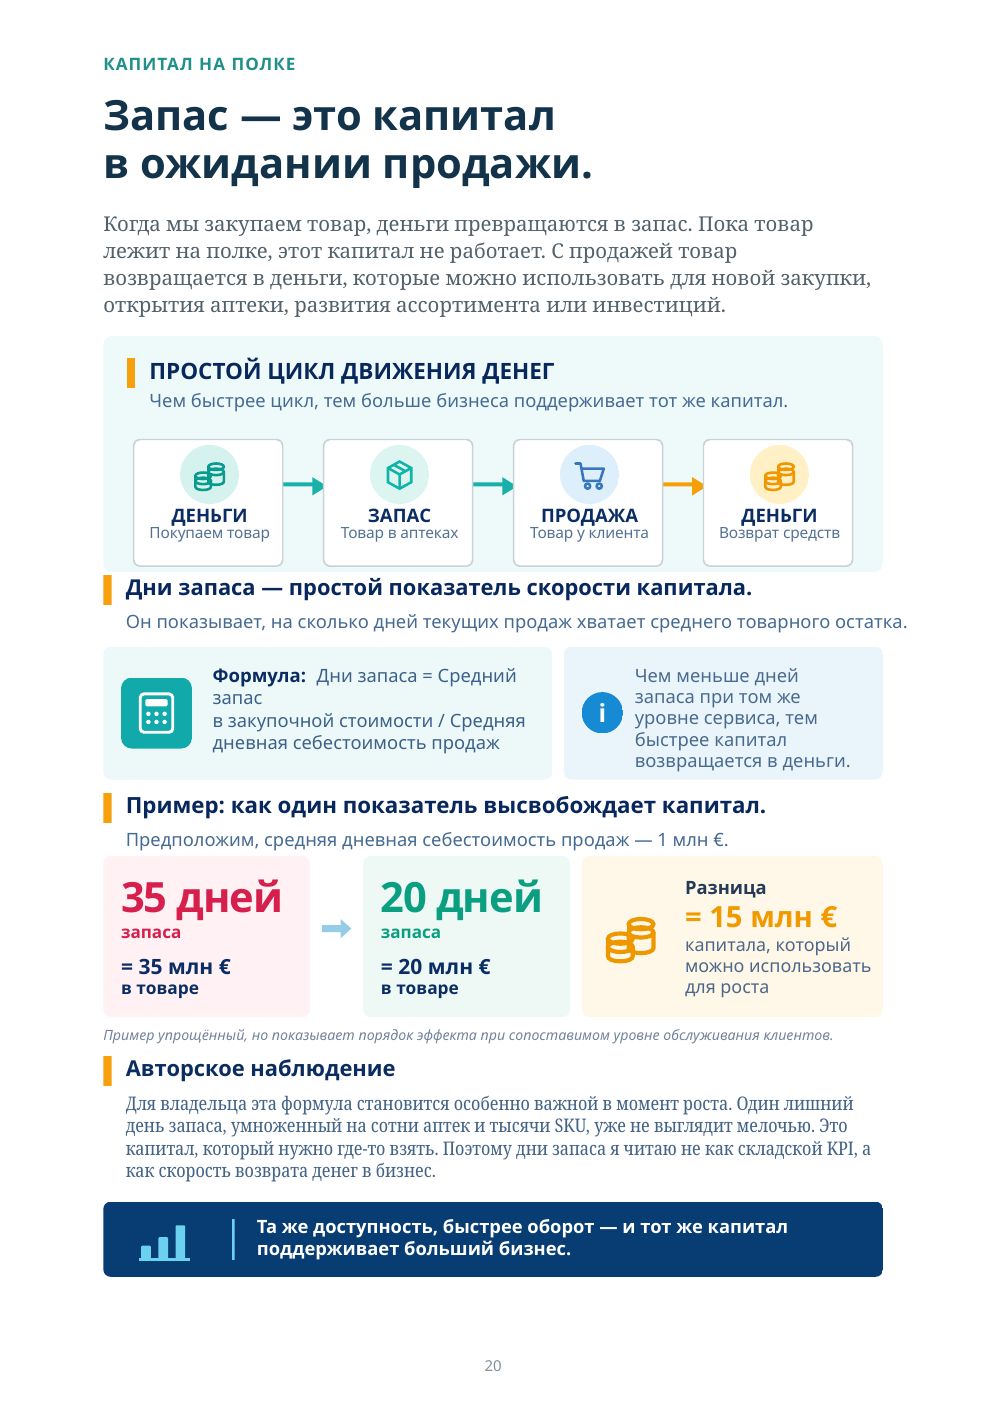 КАПИТАЛ НА ПОЛКЕ
Запас — это капитал
в ожидании продажи.
Когда мы закупаем товар, деньги превращаются в запас. Пока товар
лежит на полке, этот капитал не работает. С продажей товар
возвращается в деньги, которые можно использовать для новой закупки,
открытия аптеки, развития ассортимента или инвестиций.
ПРОСТОЙ ЦИКЛ ДВИЖЕНИЯ ДЕНЕГ
Чем быстрее цикл, тем больше бизнеса поддерживает тот же капитал.
ДЕНЬГИ
Покупаем товар
ЗАПАС
Товар в аптеках
ПРОДАЖА
Товар у клиента
ДЕНЬГИ
Возврат средств
Дни запаса — простой показатель скорости капитала.
Он показывает, на сколько дней текущих продаж хватает среднего товарного остатка.
Формула: Дни запаса = Средний
запас
в закупочной стоимости / Средняя
дневная себестоимость продаж
i
Чем меньше дней
запаса при том же
уровне сервиса, тем
быстрее капитал
возвращается в деньги.
Пример: как один показатель высвобождает капитал.
Предположим, средняя дневная себестоимость продаж — 1 млн €.
35 дней
запаса
= 35 млн €
в товаре
20 дней
запаса
= 20 млн €
в товаре
Разница
= 15 млн €
капитала, который
можно использовать
для роста
Пример упрощённый, но показывает порядок эффекта при сопоставимом уровне обслуживания клиентов.
Авторское наблюдение
Для владельца эта формула становится особенно важной в момент роста. Один лишний
день запаса, умноженный на сотни аптек и тысячи SKU, уже не выглядит мелочью. Это
капитал, который нужно где-то взять. Поэтому дни запаса я читаю не как складской KPI, а
как скорость возврата денег в бизнес.
Та же доступность, быстрее оборот — и тот же капитал
поддерживает больший бизнес.
20